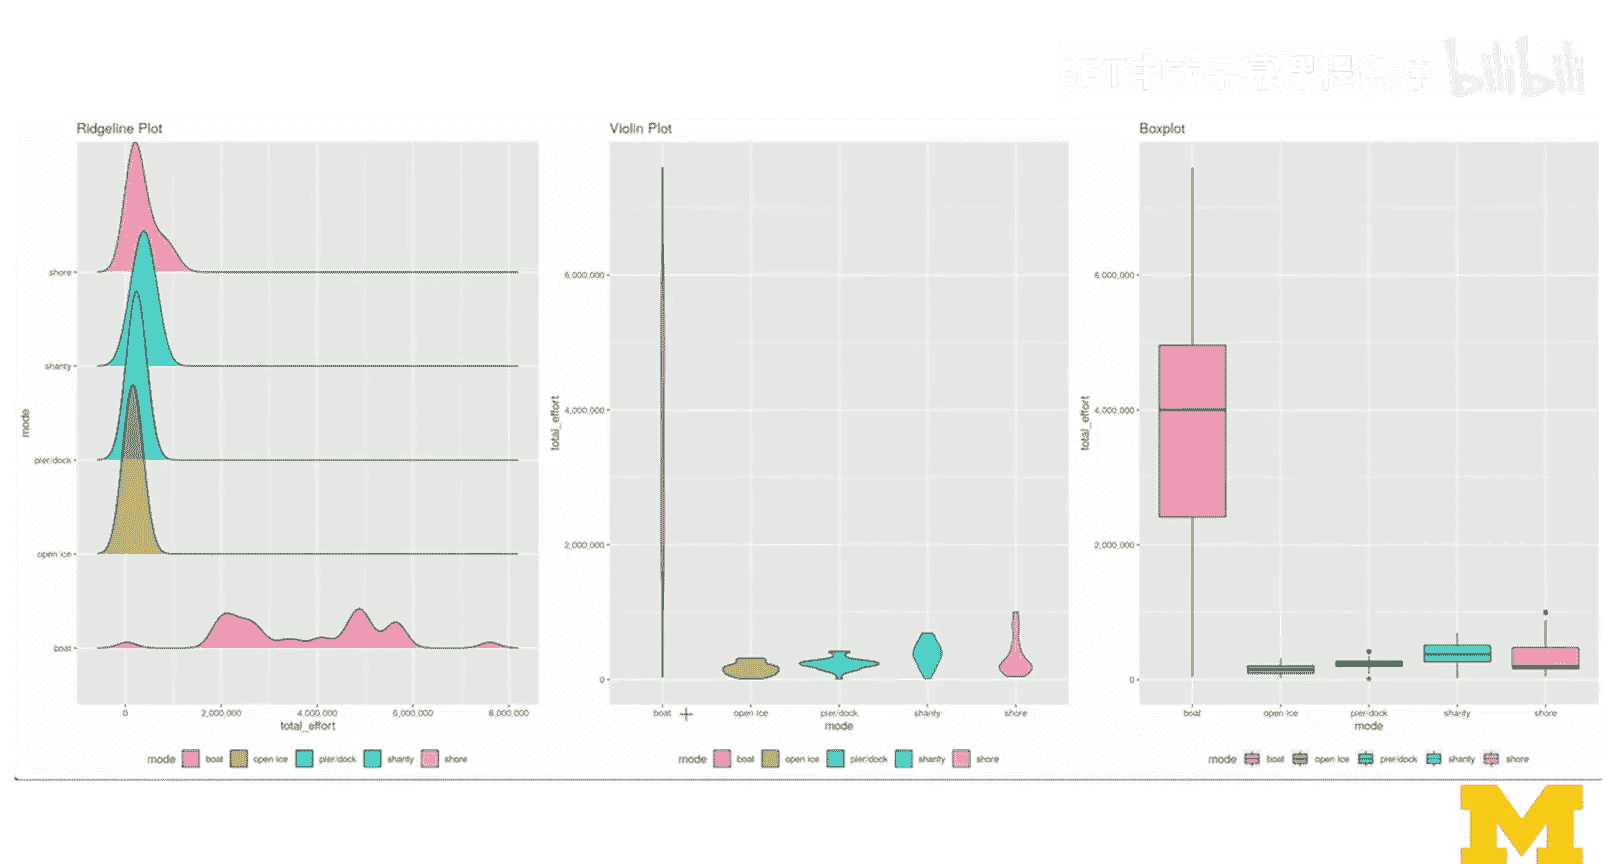 bilibili
Ridgeline Plot
shore
shanty
pier/dock
open ice
boat
mode
0 2,000,000 4,000,000 6,000,000 8,000,000
total_effort
mode boat open ice pier/dock shanty shore
Violin Plot
6,000,000
4,000,000
2,000,000
0
total_effort
boat open ice pier/dock shanty shore
mode
mode boat open ice pier/dock shanty shore
Boxplot
6,000,000
4,000,000
2,000,000
0
total_effort
boat open ice pier/dock shanty shore
mode
mode boat open ice pier/dock shanty shore
M